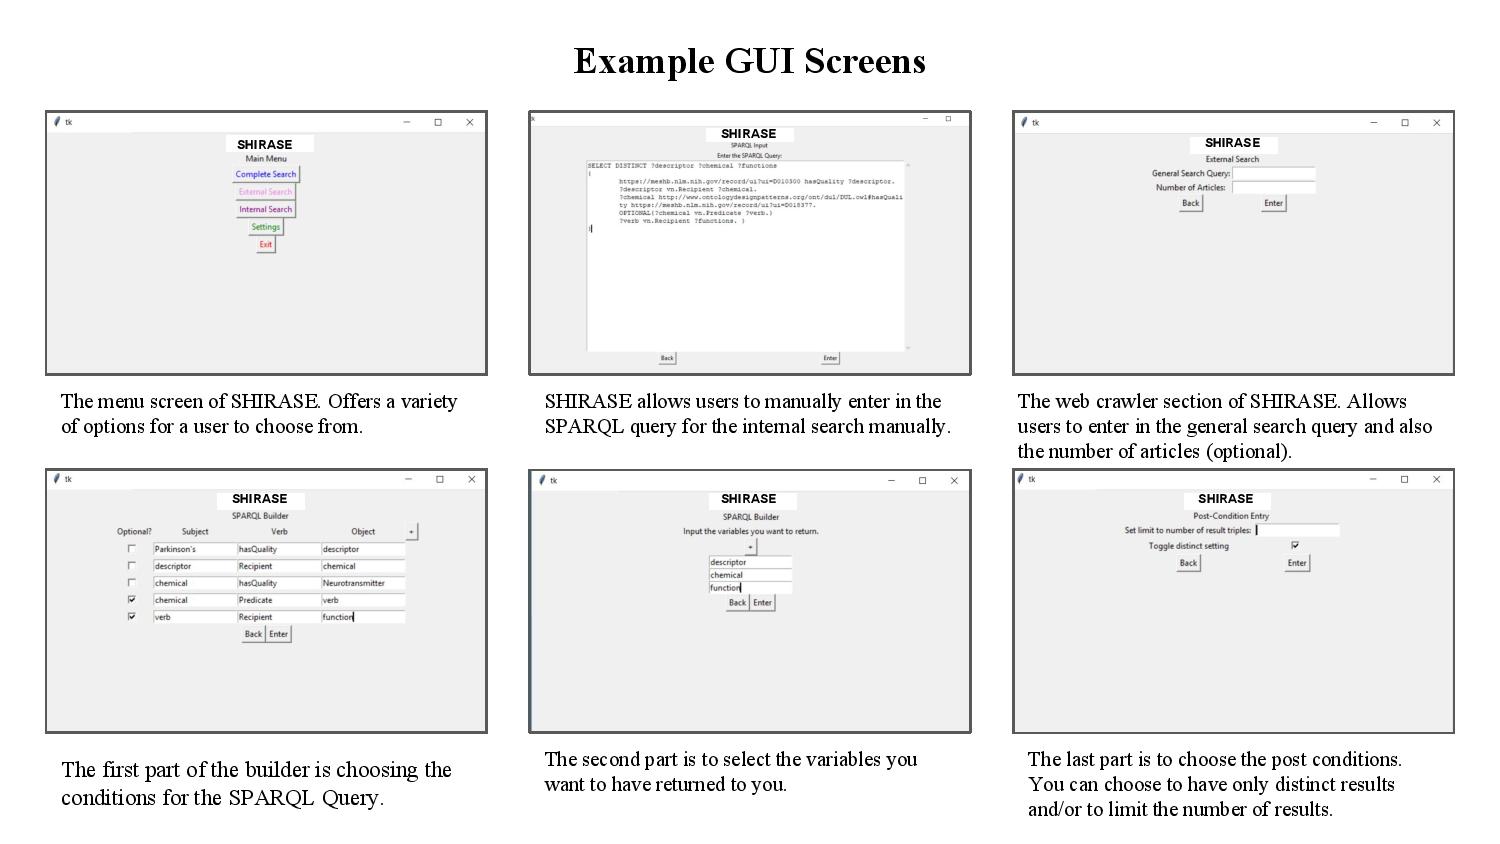 Example GUI Screens
tk
SHIRASE
Main Menu
Complete Search
External Search
Internal Search
Settings
Exit
The menu screen of SHIRASE. Offers a variety
of options for a user to choose from.
SHIRASE
SPARQL Input
Enter the SPARQL Query:
SELECT DISTINCT ?descriptor ?chemical ?functions
{
https://meshb.nlm.nih.gov/record/ui?ui=D010300 hasQuality ?descriptor.
?descriptor vn.Recipient ?chemical.
?chemical http://www.ontologydesignpatterns.org/ont/dul/DUL.owl#hasQuali
ty https://meshb.nlm.nih.gov/record/ui?ui=D018377.
OPTIONAL{?chemical vn.Predicate ?verb.}
?verb vn.Recipient ?functions. }
}
Back Enter
SHIRASE allows users to manually enter in the
SPARQL query for the internal search manually.
tk
SHIRASE
External Search
General Search Query:
Number of Articles:
Back Enter
The web crawler section of SHIRASE. Allows
users to enter in the general search query and also
the number of articles (optional).
tk
SHIRASE
SPARQL Builder
Optional? Subject Verb Object +
Parkinson's hasQuality descriptor
descriptor Recipient chemical
chemical hasQuality Neurotransmitter
chemical Predicate verb
verb Recipient function
Back Enter
The first part of the builder is choosing the
conditions for the SPARQL Query.
tk
SHIRASE
SPARQL Builder
Input the variables you want to return.
+
descriptor
chemical
function
Back Enter
The second part is to select the variables you
want to have returned to you.
tk
SHIRASE
Post-Condition Entry
Set limit to number of result triples:
Toggle distinct setting
Back Enter
The last part is to choose the post conditions.
You can choose to have only distinct results
and/or to limit the number of results.